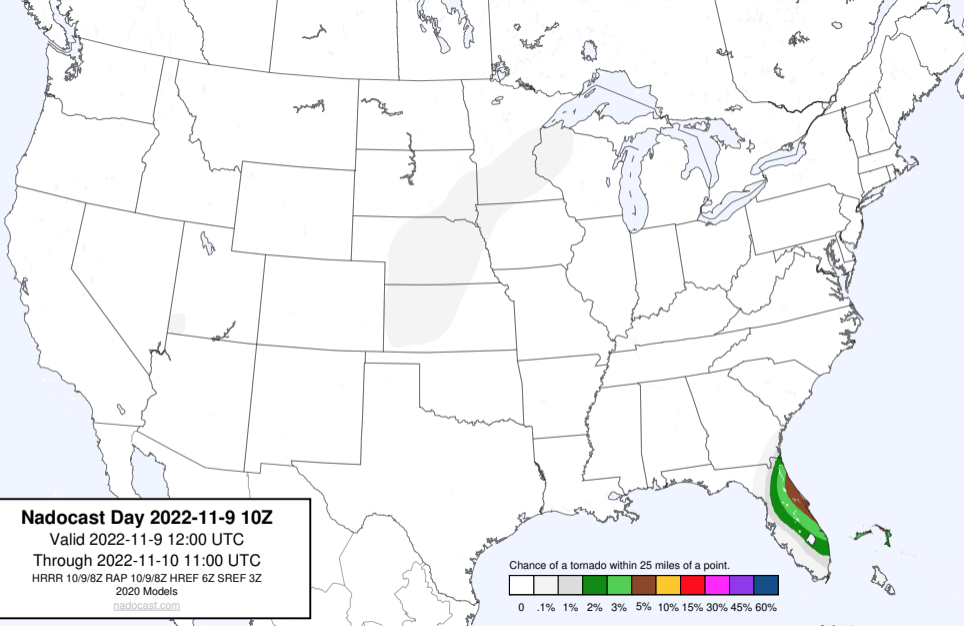 Nadocast Day 2022-11-9 10Z
Valid 2022-11-9 12:00 UTC
Through 2022-11-10 11:00 UTC
HRRR 10/9/8Z RAP 10/9/8Z HREF 6Z SREF 3Z
2020 Models
nadocast.com
Chance of a tornado within 25 miles of a point.
0 .1% 1% 2% 3% 5% 10% 15% 30% 45% 60%